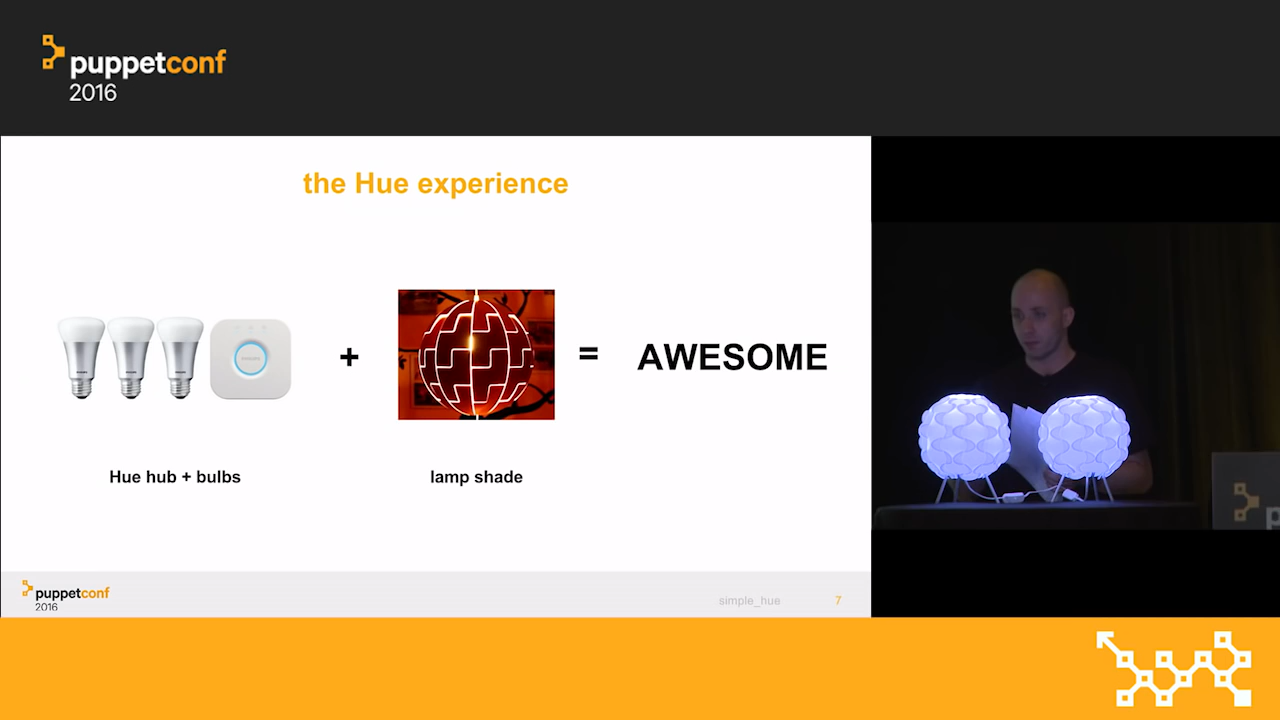 puppetconf
2016
the Hue experience
+
=
AWESOME
Hue hub + bulbs
lamp shade
puppetconf
2016
simple_hue
7